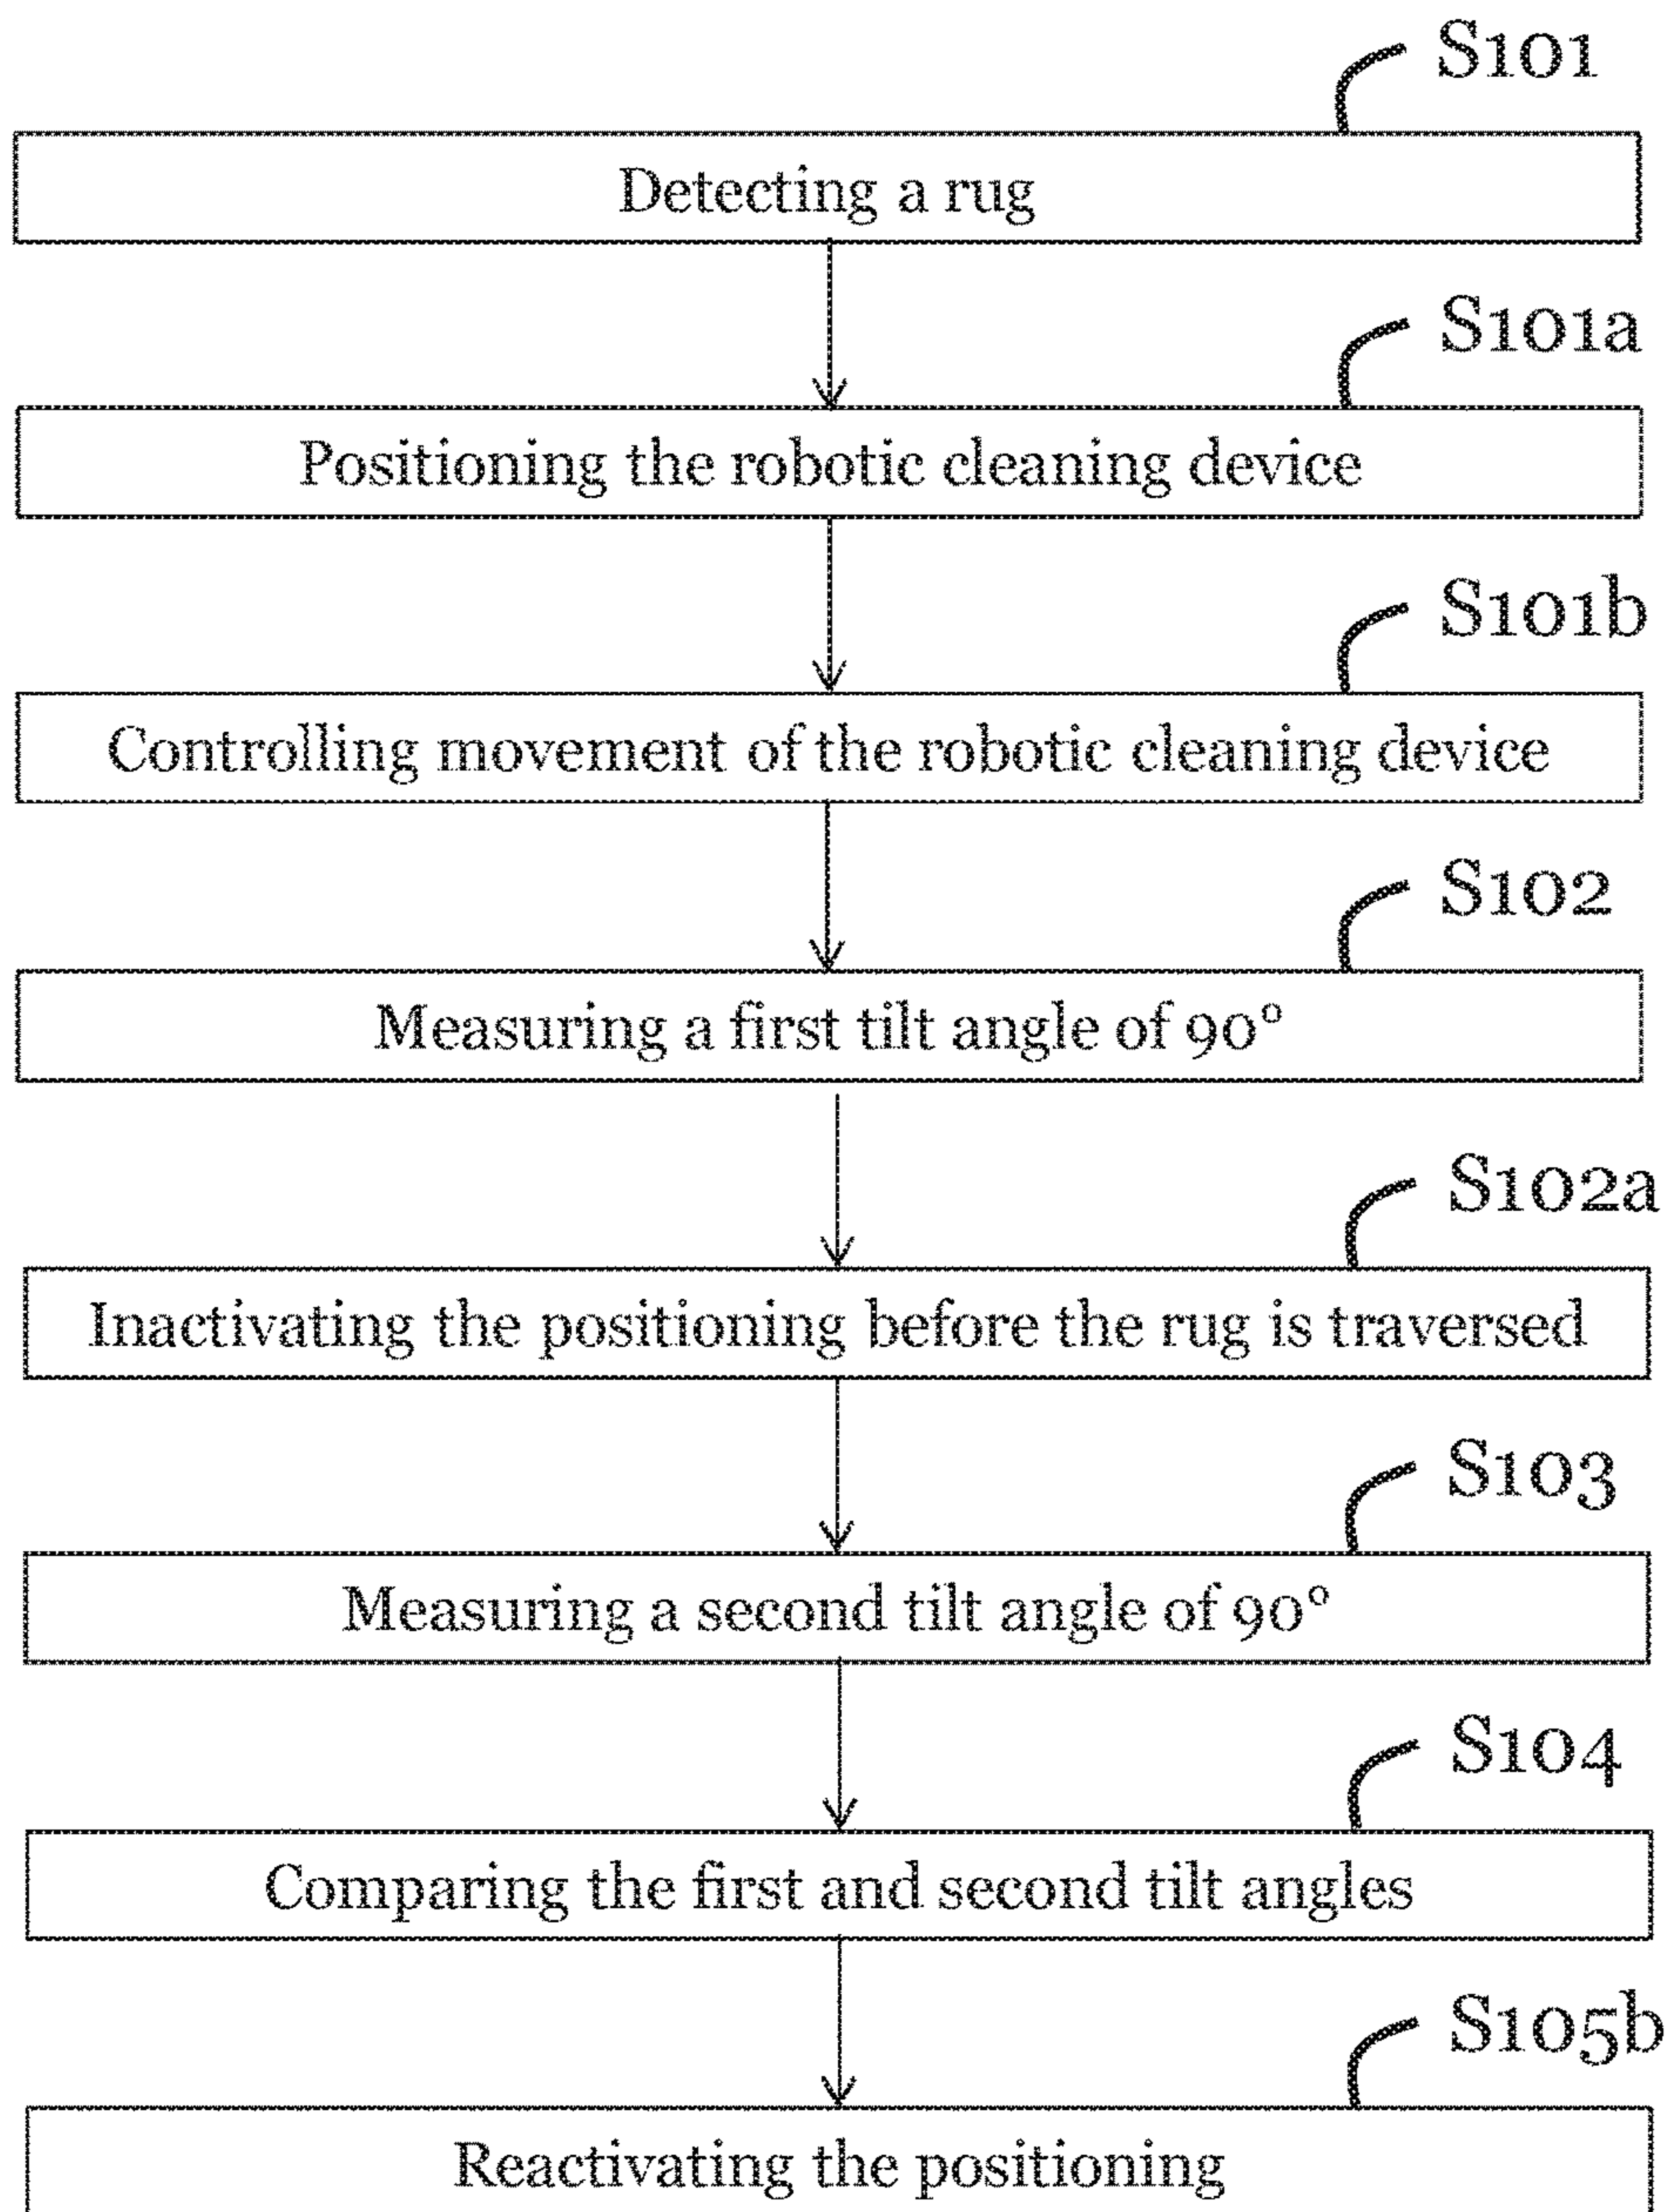 S101
Detecting a rug
S101a
Positioning the robotic cleaning device
S101b
Controlling movement of the robotic cleaning device
S102
Measuring a first tilt angle of 90°
S102a
Inactivating the positioning before the rug is traversed
S103
Measuring a second tilt angle of 90°
S104
Comparing the first and second tilt angles
S105b
Reactivating the positioning